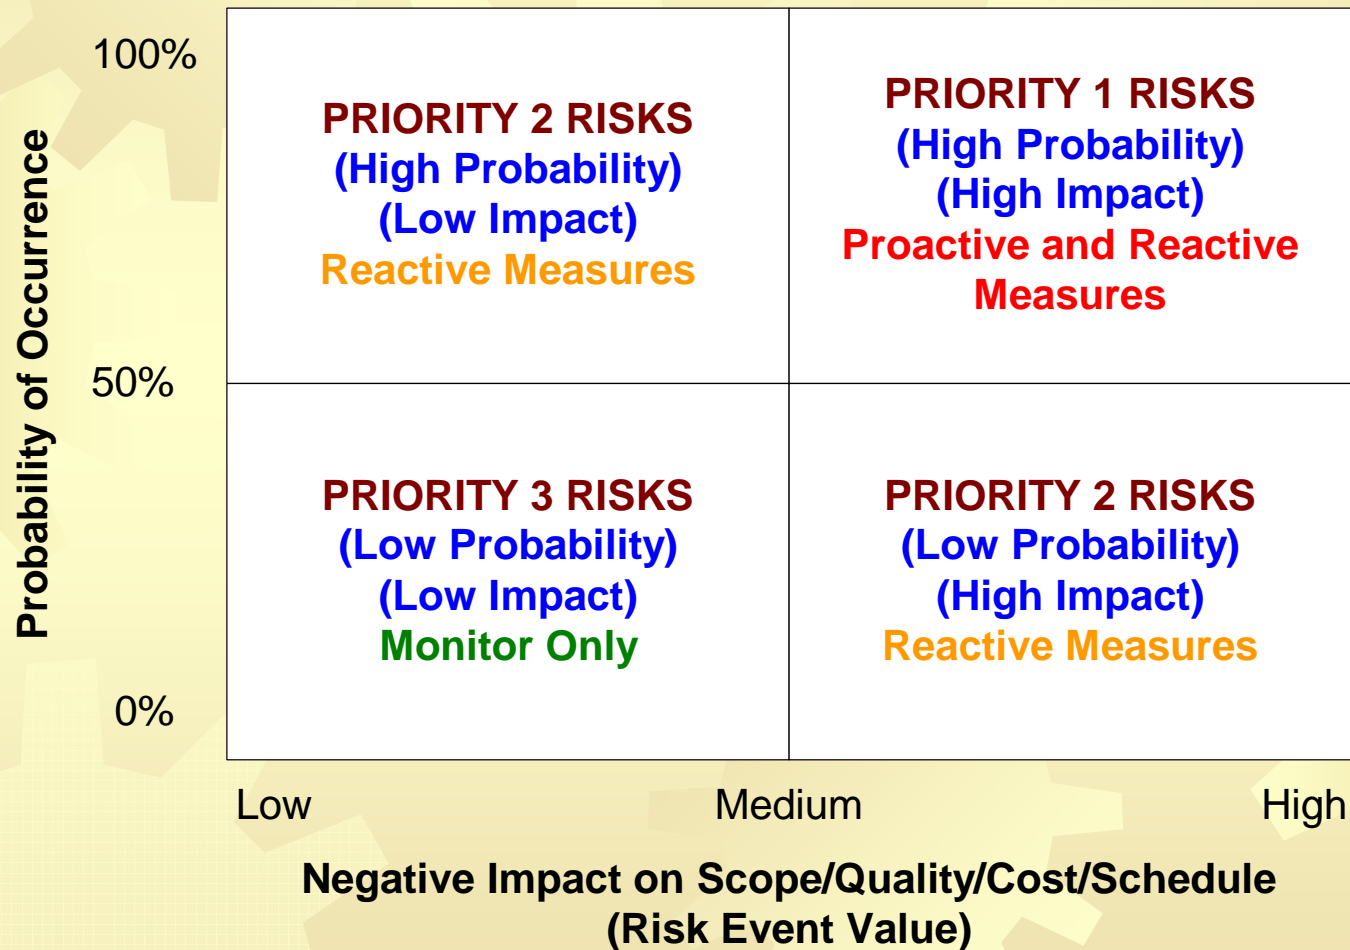 Probability of Occurrence
100%
50%
0%
PRIORITY 2 RISKS
(High Probability)
(Low Impact)
Reactive Measures
PRIORITY 1 RISKS
(High Probability)
(High Impact)
Proactive and Reactive
Measures
PRIORITY 3 RISKS
(Low Probability)
(Low Impact)
Monitor Only
PRIORITY 2 RISKS
(Low Probability)
(High Impact)
Reactive Measures
Low
Medium
High
Negative Impact on Scope/Quality/Cost/Schedule
(Risk Event Value)